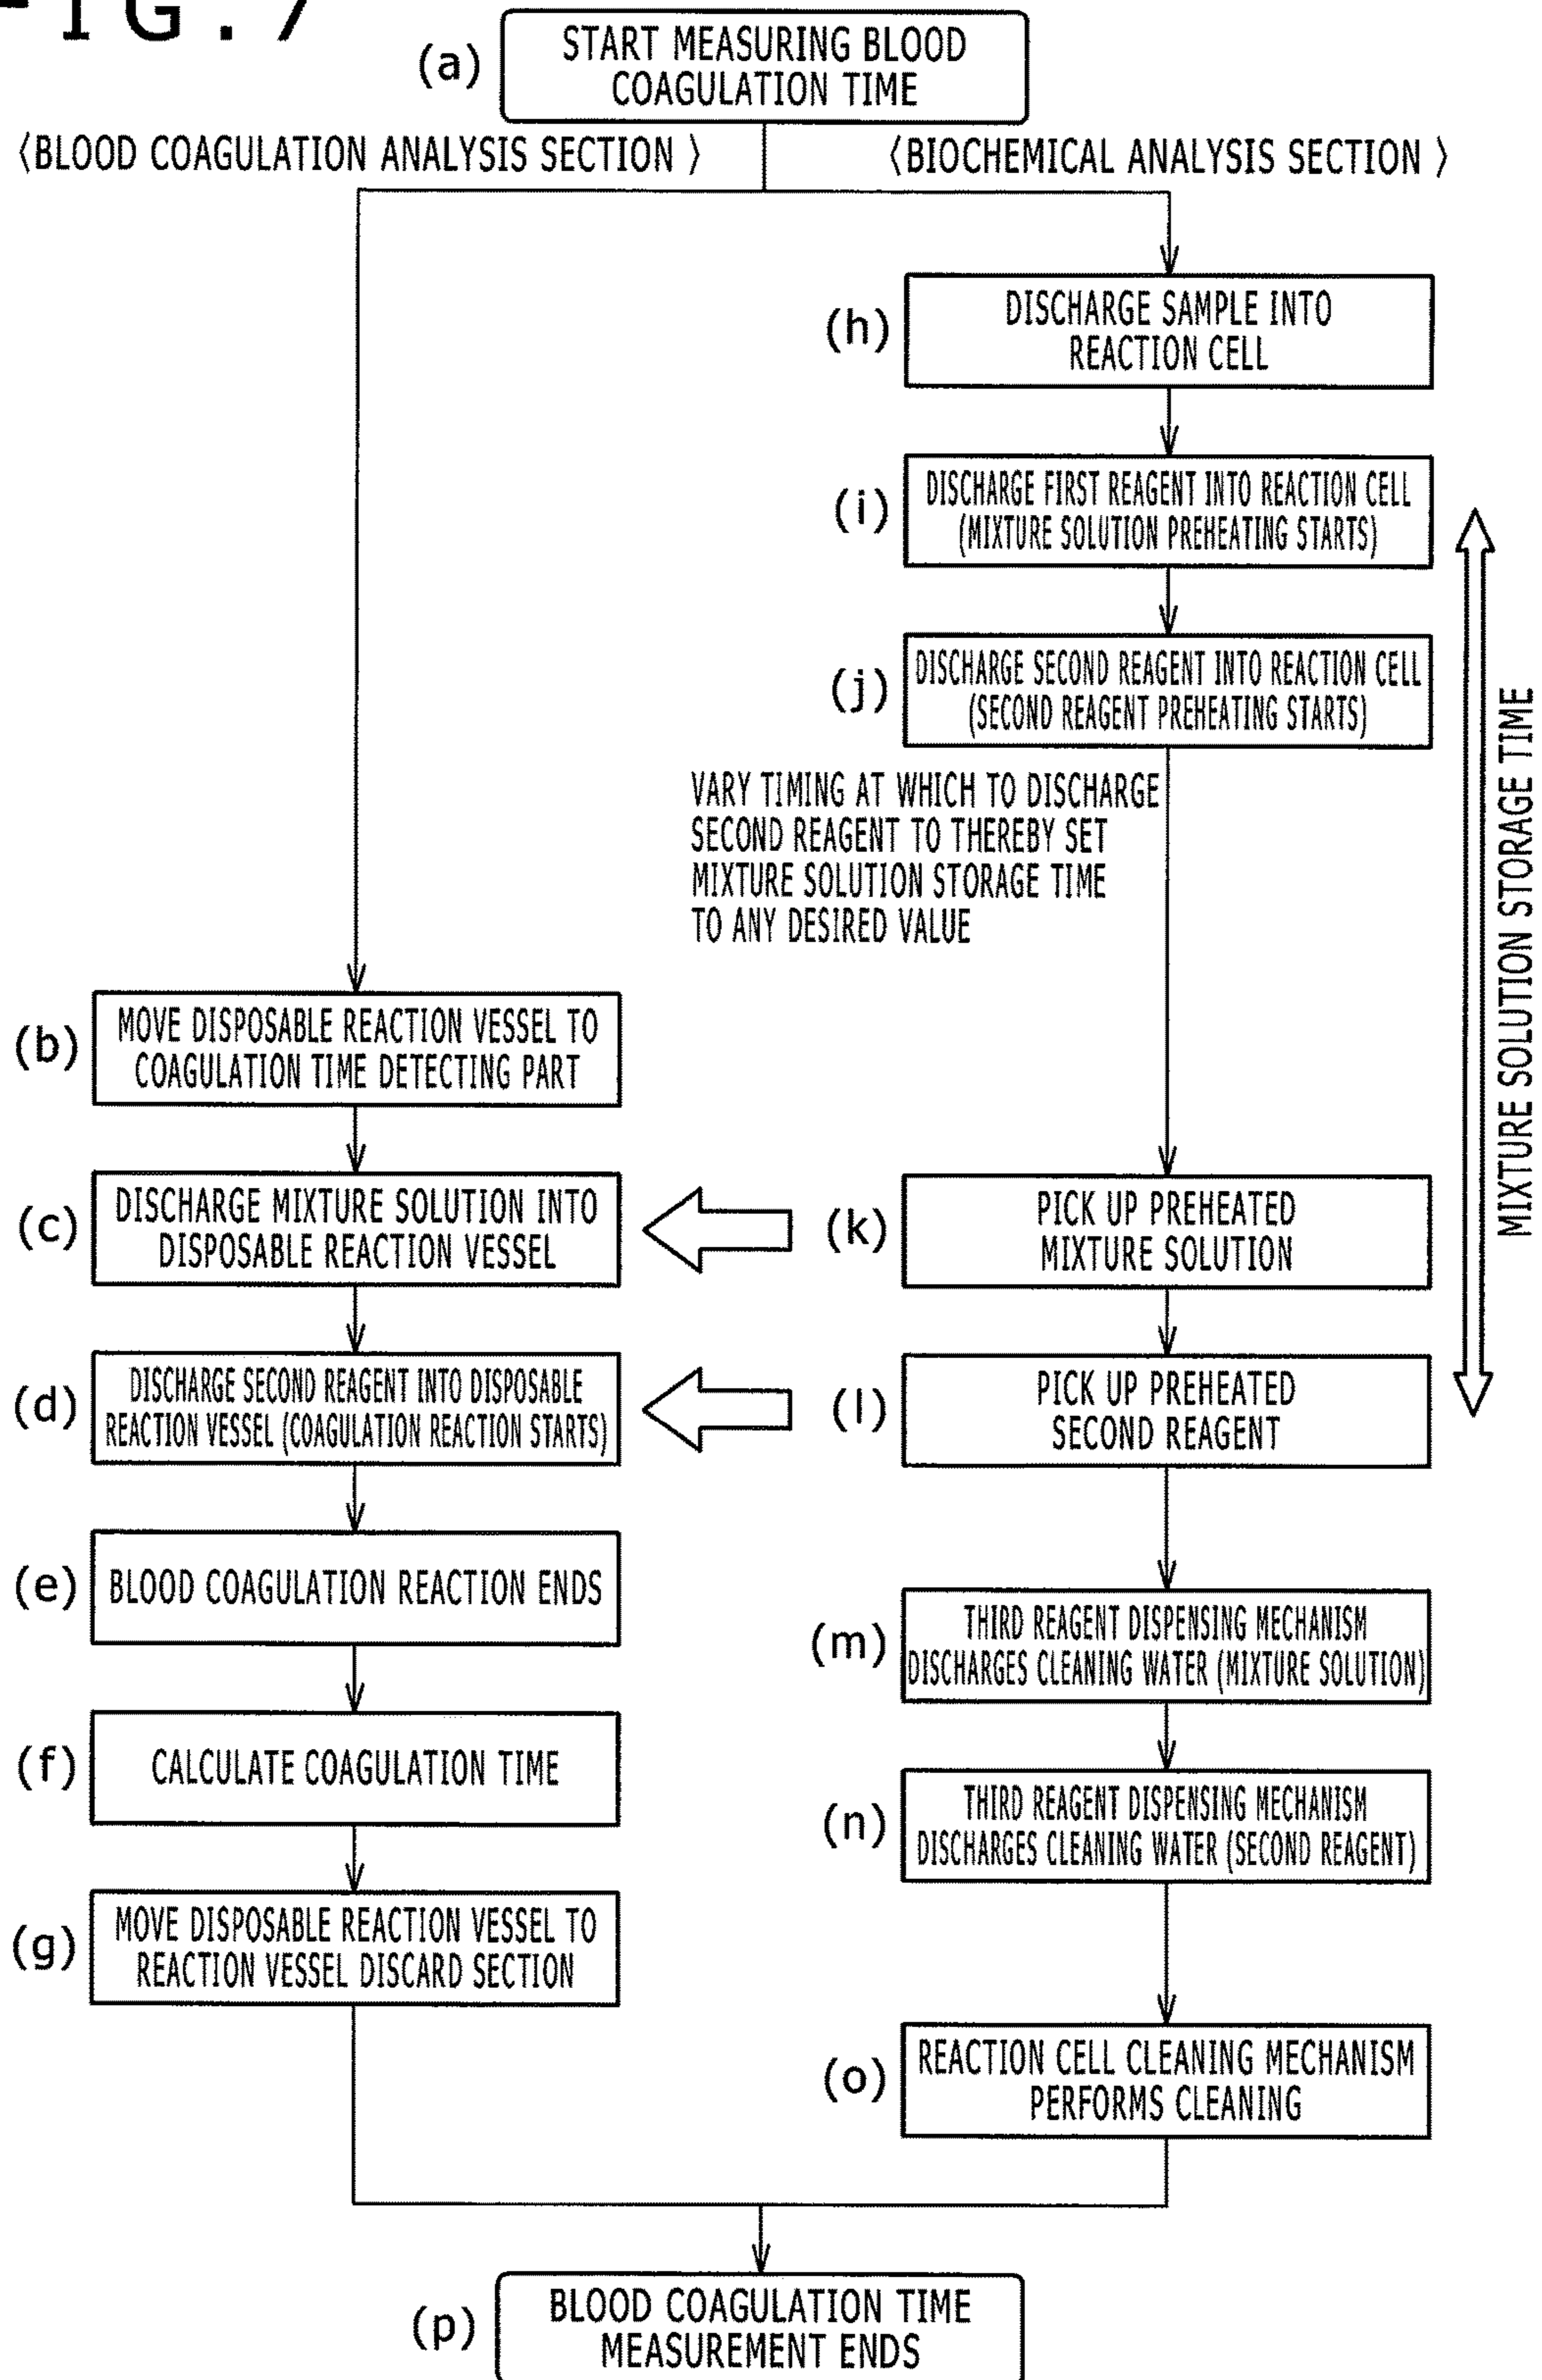 FIG.7
(a)
START MEASURING BLOOD
COAGULATION TIME
〈BLOOD COAGULATION ANALYSIS SECTION 〉
〈BIOCHEMICAL ANALYSIS SECTION 〉
(h)
DISCHARGE SAMPLE INTO
REACTION CELL
(i)
DISCHARGE FIRST REAGENT INTO REACTION CELL
(MIXTURE SOLUTION PREHEATING STARTS)
(j)
DISCHARGE SECOND REAGENT INTO REACTION CELL
(SECOND REAGENT PREHEATING STARTS)
VARY TIMING AT WHICH TO DISCHARGE
SECOND REAGENT TO THEREBY SET
MIXTURE SOLUTION STORAGE TIME
TO ANY DESIRED VALUE
MIXTURE SOLUTION STORAGE TIME
(b)
MOVE DISPOSABLE REACTION VESSEL TO
COAGULATION TIME DETECTING PART
(c)
DISCHARGE MIXTURE SOLUTION INTO
DISPOSABLE REACTION VESSEL
(k)
PICK UP PREHEATED
MIXTURE SOLUTION
(d)
DISCHARGE SECOND REAGENT INTO DISPOSABLE
REACTION VESSEL (COAGULATION REACTION STARTS)
(l)
PICK UP PREHEATED
SECOND REAGENT
(e)
BLOOD COAGULATION REACTION ENDS
(m)
THIRD REAGENT DISPENSING MECHANISM
DISCHARGES CLEANING WATER (MIXTURE SOLUTION)
(f)
CALCULATE COAGULATION TIME
(n)
THIRD REAGENT DISPENSING MECHANISM
DISCHARGES CLEANING WATER (SECOND REAGENT)
(g)
MOVE DISPOSABLE REACTION VESSEL TO
REACTION VESSEL DISCARD SECTION
(o)
REACTION CELL CLEANING MECHANISM
PERFORMS CLEANING
(p)
BLOOD COAGULATION TIME
MEASUREMENT ENDS